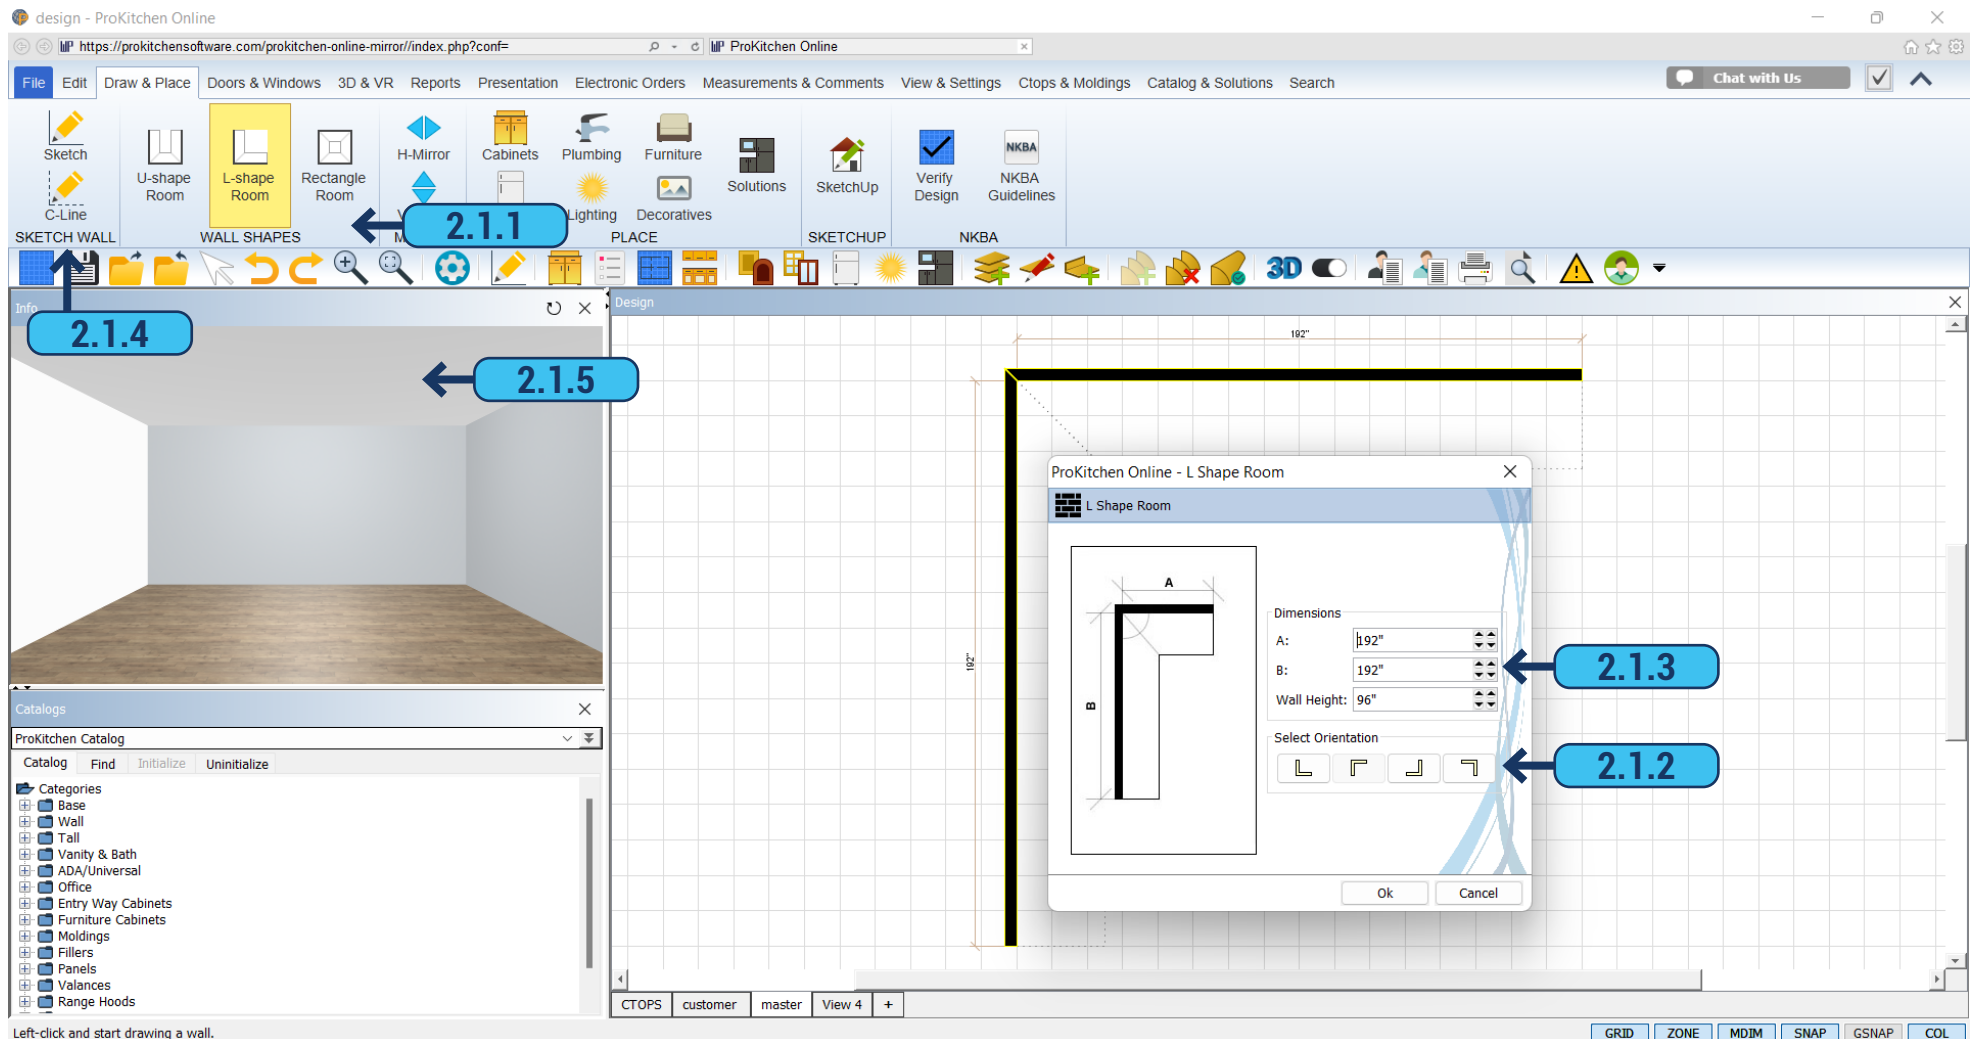 design - ProKitchen Online
https://prokitchensoftware.com/prokitchen-online-mirror//index.php?conf=
ProKitchen Online
File Edit Draw & Place Doors & Windows 3D & VR Reports Presentation Electronic Orders Measurements & Comments View & Settings Ctops & Moldings Catalog & Solutions Search
Chat with Us
Sketch
C-Line
SKETCH WALL
U-shape
Room
L-shape
Room
Rectangle
Room
WALL SHAPES
H-Mirror
Cabinets
Plumbing
Lighting
Furniture
Decoratives
Solutions
PLACE
SketchUp
SKETCHUP
Verify
Design
NKBA
NKBA
Guidelines
NKBA
2.1.1
3D
Info
2.1.4
2.1.5
Design
192"
192"
ProKitchen Online - L Shape Room
L Shape Room
A
B
Dimensions
A: 192"
B: 192"
Wall Height: 96"
2.1.3
Select Orientation
2.1.2
Ok Cancel
Catalogs
ProKitchen Catalog
Catalog Find Initialize Uninitialize
Categories
Base
Wall
Tall
Vanity & Bath
ADA/Universal
Office
Entry Way Cabinets
Furniture Cabinets
Moldings
Fillers
Panels
Valances
Range Hoods
CTOPS customer master View 4 +
Left-click and start drawing a wall.
GRID ZONE MDIM SNAP GSNAP COL